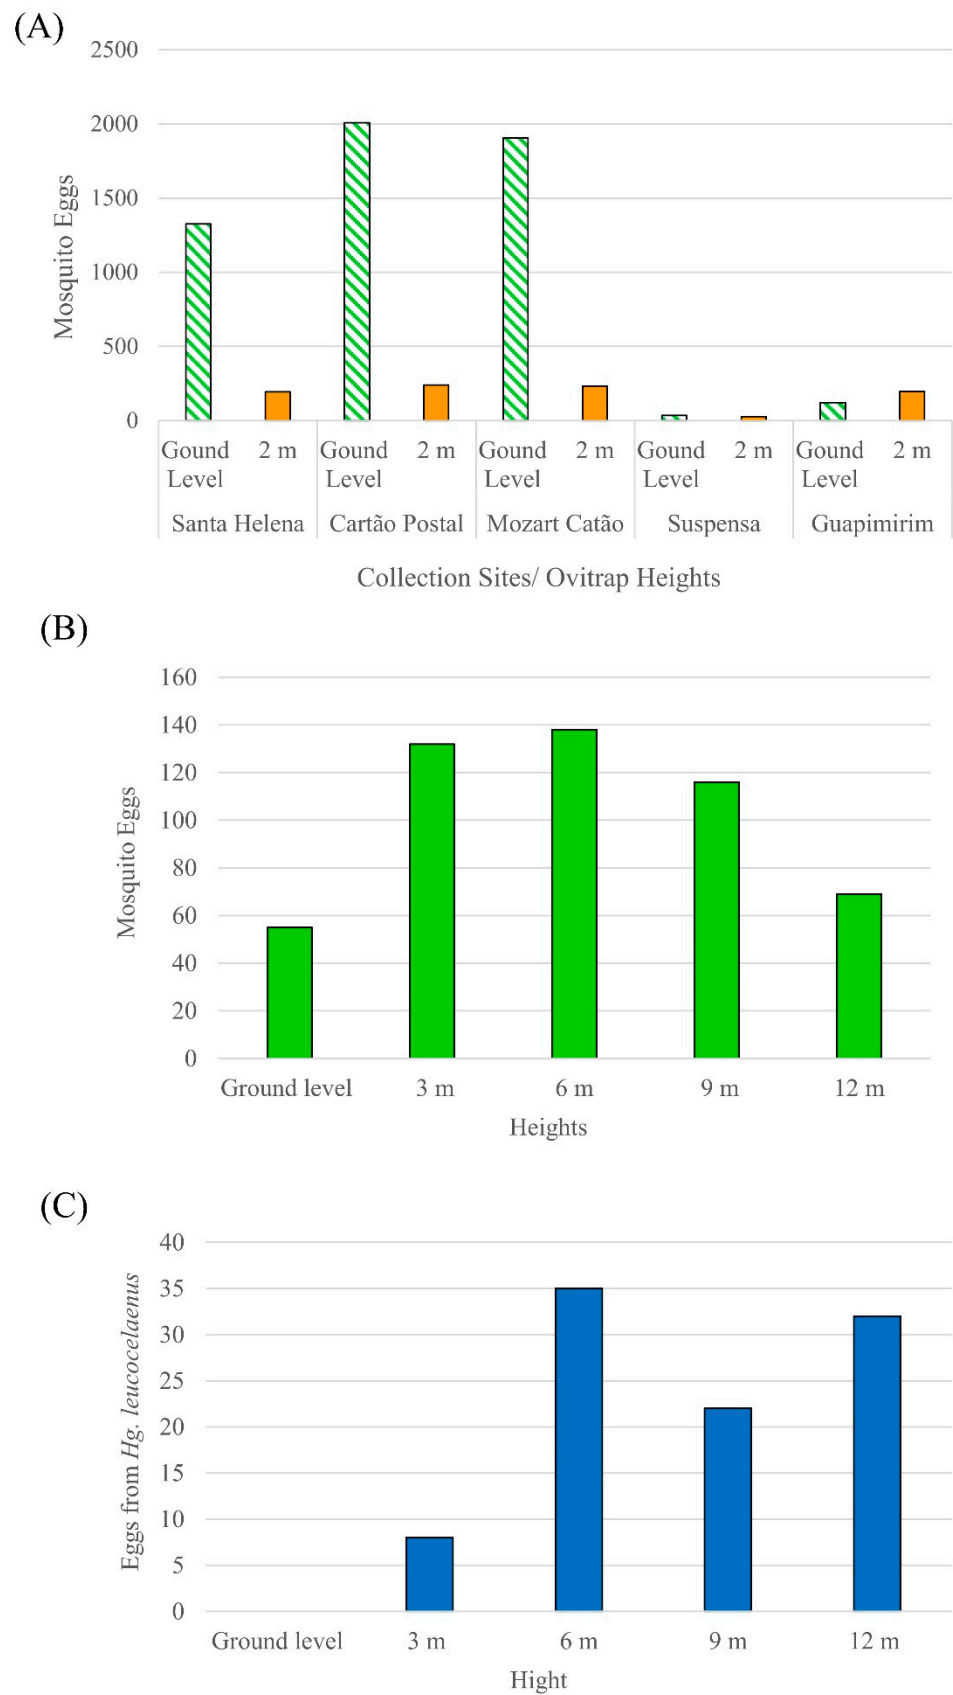 (A)
2500
2000
1500
1000
500
0
Mosquito Eggs
Gound Level 2 m Gound Level 2 m Gound Level 2 m Gound Level 2 m Gound Level 2 m
Santa Helena Cartão Postal Mozart Catão Suspensa Guapimirim
Collection Sites/ Ovitrap Heights
(B)
160
140
120
100
80
60
40
20
0
Mosquito Eggs
Ground level 3 m 6 m 9 m 12 m
Heights
(C)
40
35
30
25
20
15
10
5
0
Eggs from Hg. leucocelaenus
Ground level 3 m 6 m 9 m 12 m
Hight